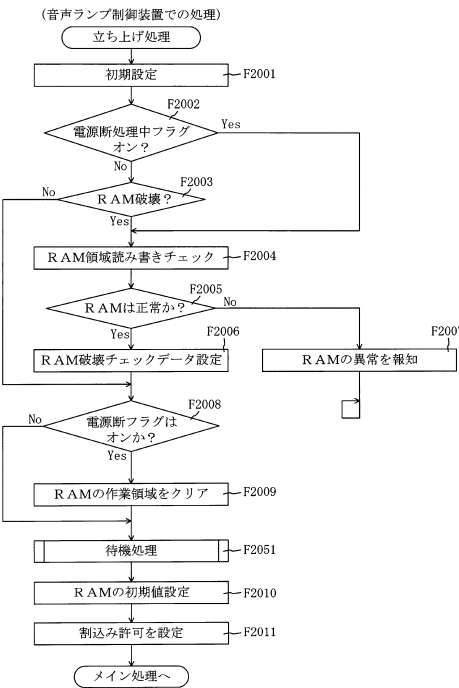 (音声ランプ制御装置での処理)
立ち上げ処理
初期設定
F2001
F2002
電源断処理中フラグ
オン?
Yes
No
F2003
No
RAM破壊?
Yes
RAM領域読み書きチェック
F2004
F2005
RAMは正常か?
No
Yes
F2006
RAM破壊チェックデータ設定
F2007
RAMの異常を報知
F2008
No
電源断フラグは
オンか?
Yes
RAMの作業領域をクリア
F2009
待機処理
F2051
RAMの初期値設定
F2010
割込み許可を設定
F2011
メイン処理へ